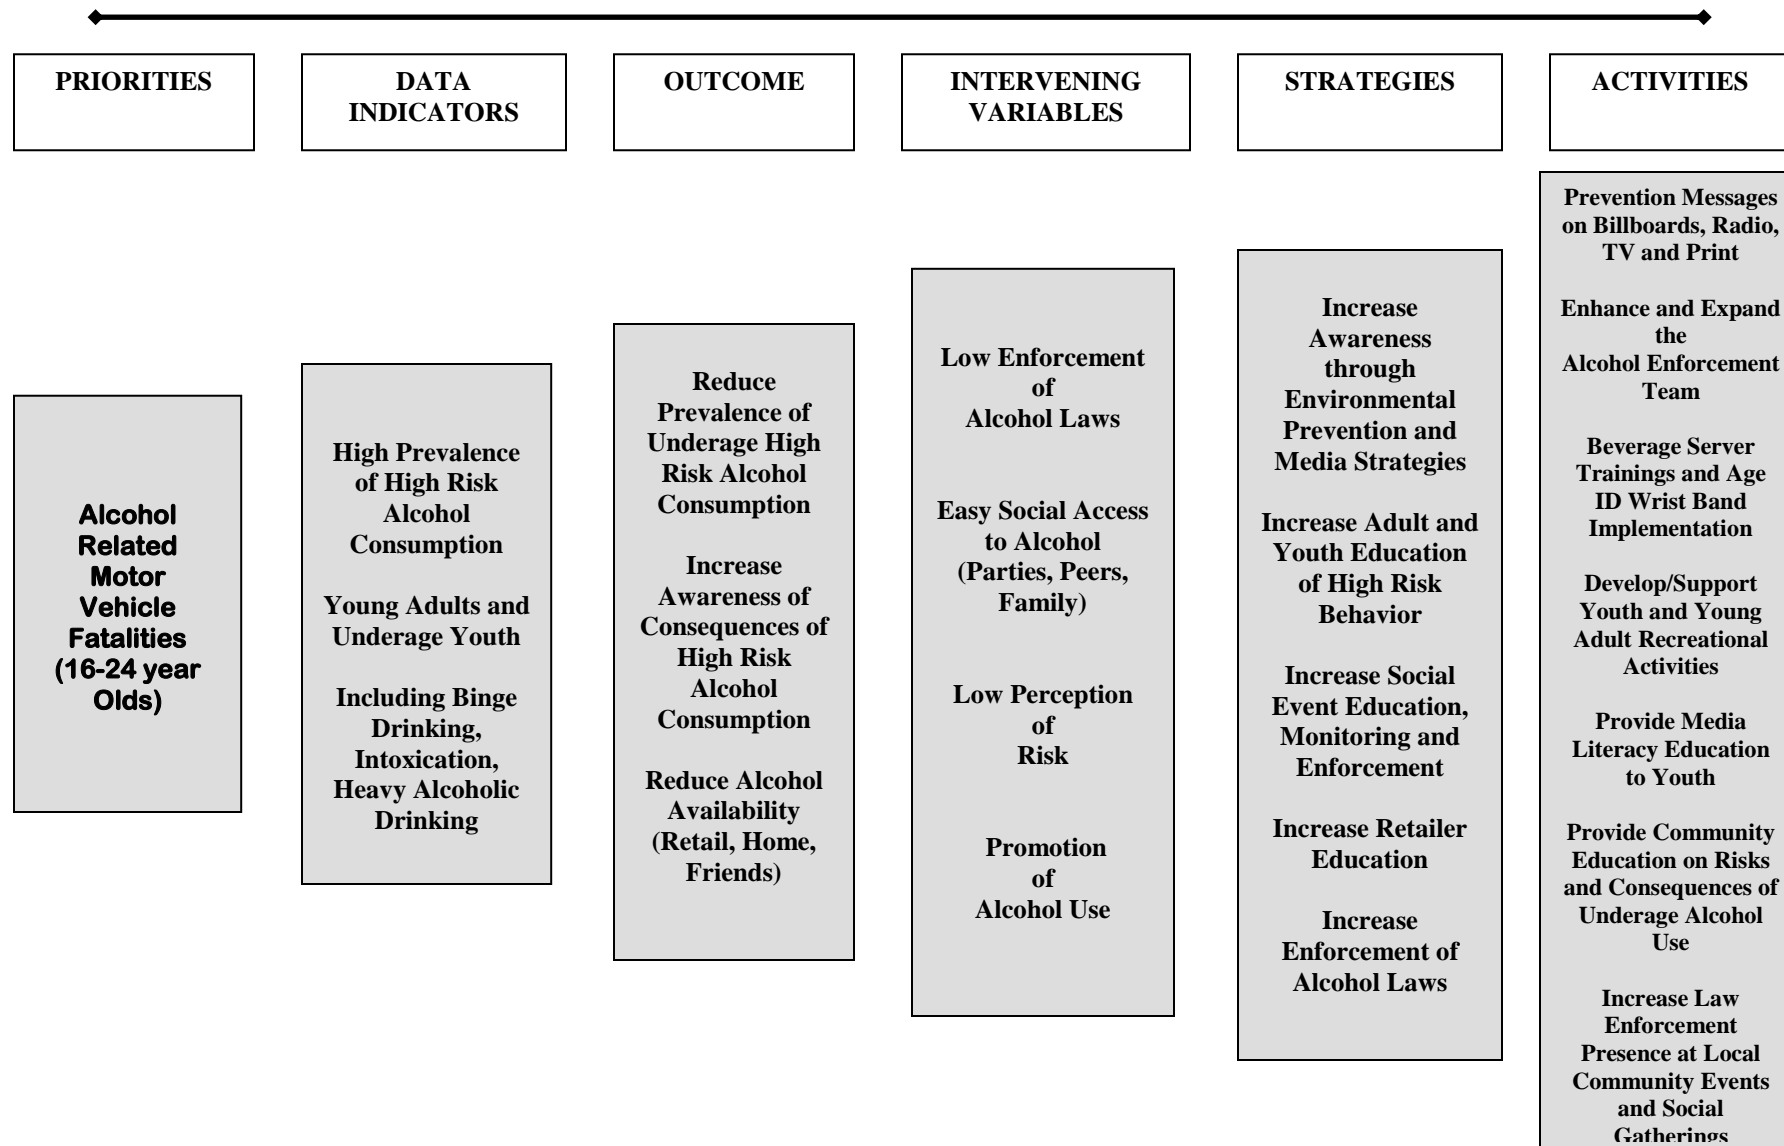 PRIORITIES
DATA
INDICATORS
OUTCOME
INTERVENING
VARIABLES
STRATEGIES
ACTIVITIES
Alcohol
Related
Motor
Vehicle
Fatalities
(16-24 year
Olds)
High Prevalence
of High Risk
Alcohol
Consumption
Young Adults and
Underage Youth
Including Binge
Drinking,
Intoxication,
Heavy Alcoholic
Drinking
Reduce
Prevalence of
Underage High
Risk Alcohol
Consumption
Increase
Awareness of
Consequences of
High Risk
Alcohol
Consumption
Reduce Alcohol
Availability
(Retail, Home,
Friends)
Low Enforcement
of
Alcohol Laws
Easy Social Access
to Alcohol
(Parties, Peers,
Family)
Low Perception
of
Risk
Promotion
of
Alcohol Use
Increase
Awareness
through
Environmental
Prevention and
Media Strategies
Increase Adult and
Youth Education
of High Risk
Behavior
Increase Social
Event Education,
Monitoring and
Enforcement
Increase Retailer
Education
Increase
Enforcement of
Alcohol Laws
Prevention Messages
on Billboards, Radio,
TV and Print
Enhance and Expand
the
Alcohol Enforcement
Team
Beverage Server
Trainings and Age
ID Wrist Band
Implementation
Develop/Support
Youth and Young
Adult Recreational
Activities
Provide Media
Literacy Education
to Youth
Provide Community
Education on Risks
and Consequences of
Underage Alcohol
Use
Increase Law
Enforcement
Presence at Local
Community Events
and Social
Gatherings